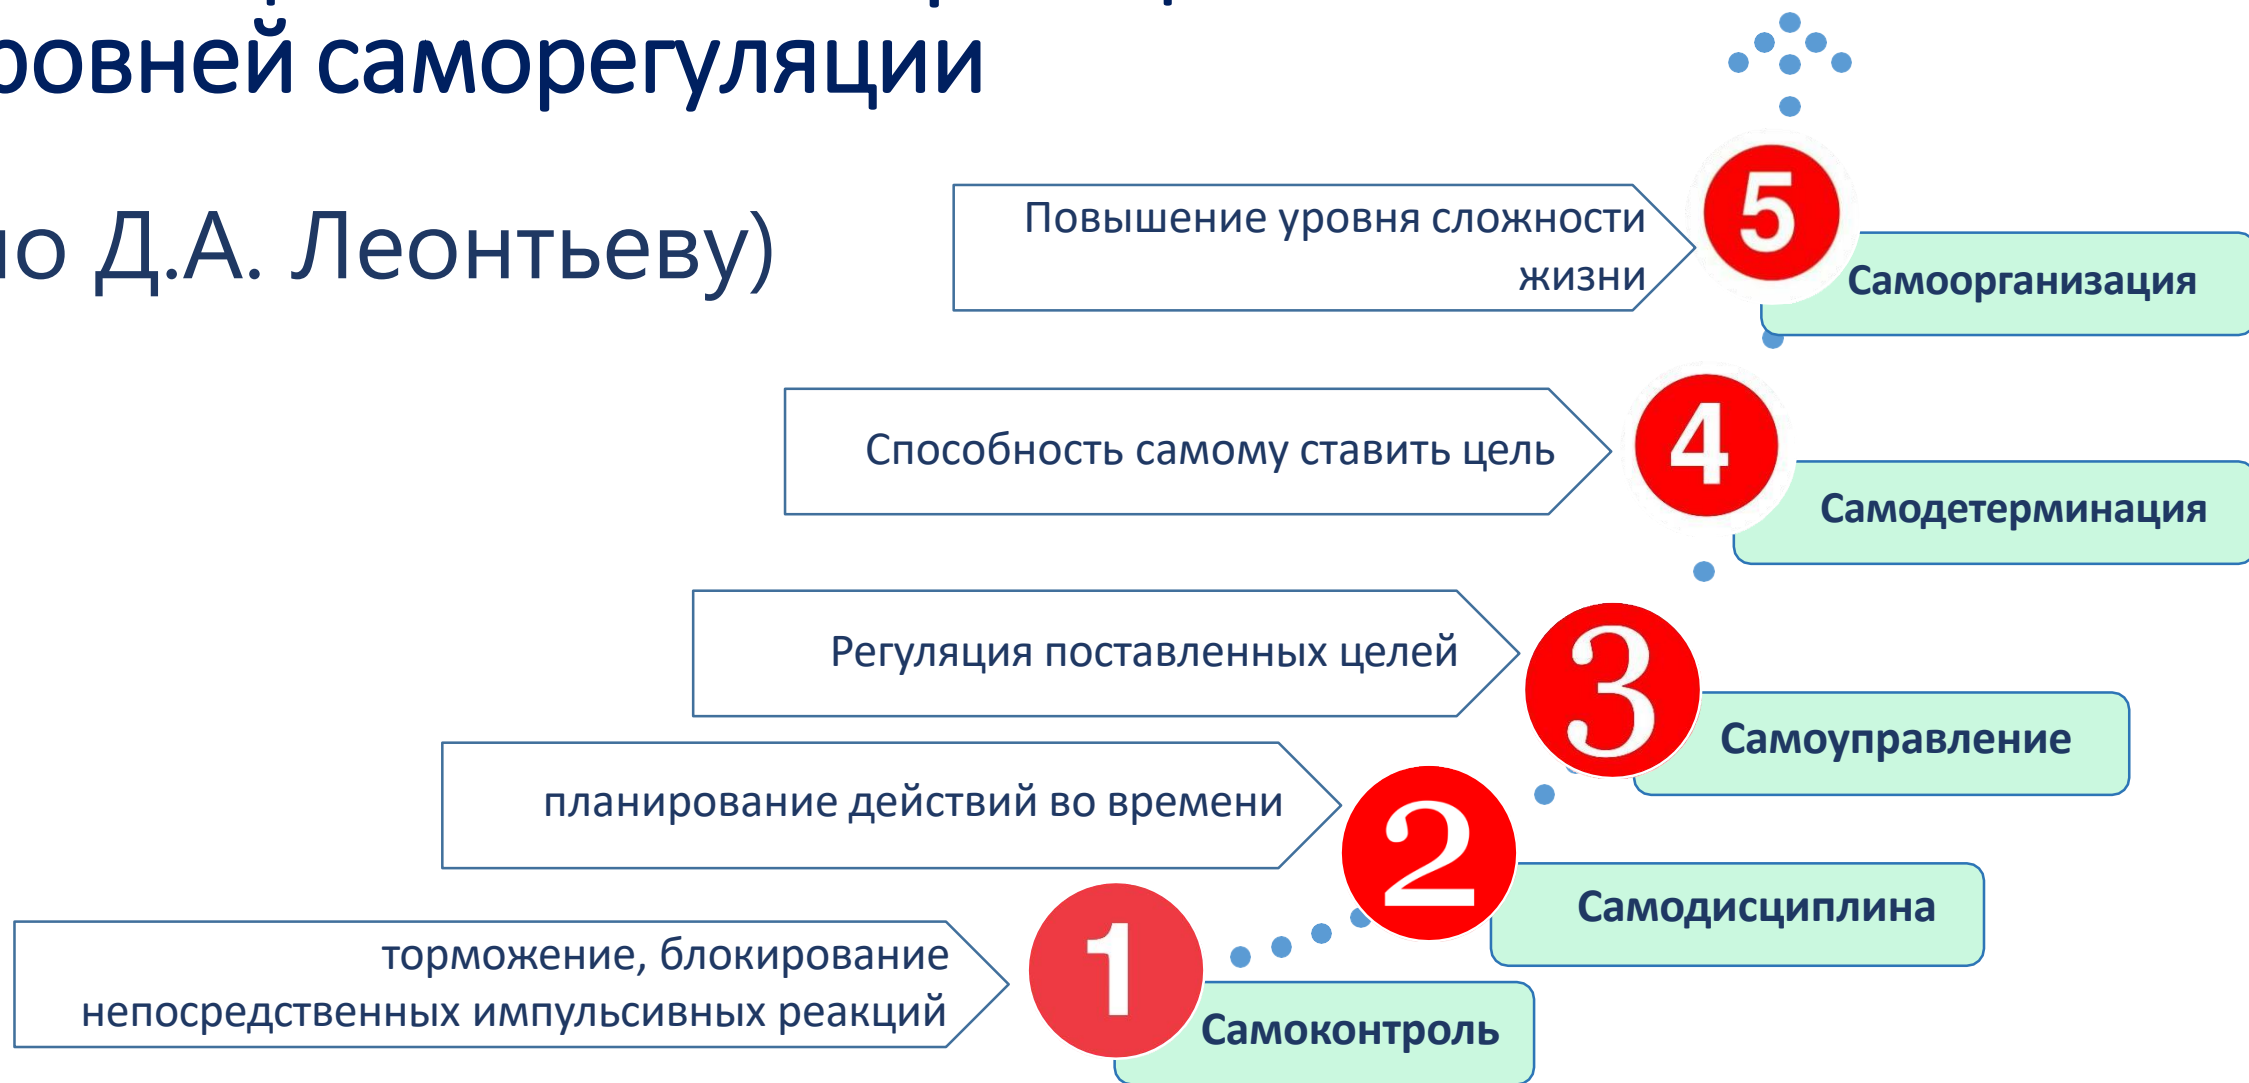 ровней саморегуляции
по Д.А. Леонтьеву)
Повышение уровня сложности
жизни
5
Самоорганизация
Способность самому ставить цель
4
Самодетерминация
Регуляция поставленных целей
3
Самоуправление
планирование действий во времени
2
Самодисциплина
торможение, блокирование
непосредственных импульсивных реакций
1
Самоконтроль